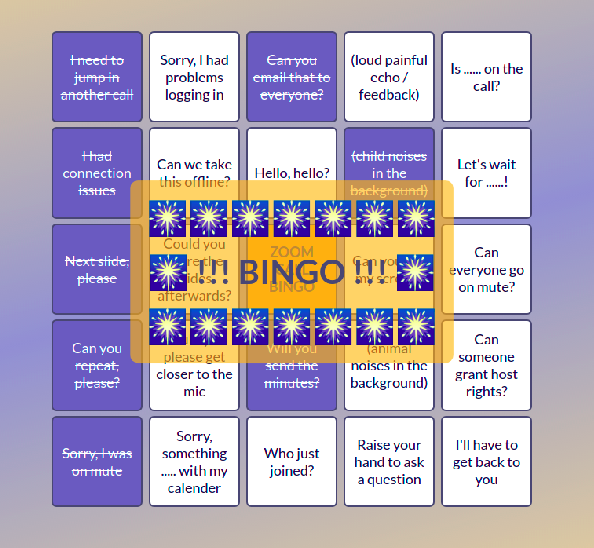 I need to
jump in
another call
Sorry, I had
problems
logging in
Can you
email that to
everyone?
(loud painful
echo /
feedback)
Is ...... on the
call?
I had
connection
issues
Can we take
this offline?
Hello, hello?
(child noises
in the
background)
Let's wait
for ......!
Next slide,
please
Could you
afterwards?
ZOOM
BINGO
Can
my
Can
everyone go
on mute?
!!! BINGO !!!
Can you
repeat,
please?
please get
closer to the
mic
Will you
send the
minutes?
(animal
noises in the
background)
Can
someone
grant host
rights?
Sorry, I was
on mute
Sorry,
something
..... with my
calender
Who just
joined?
Raise your
hand to ask
a question
I'll have to
get back to
you